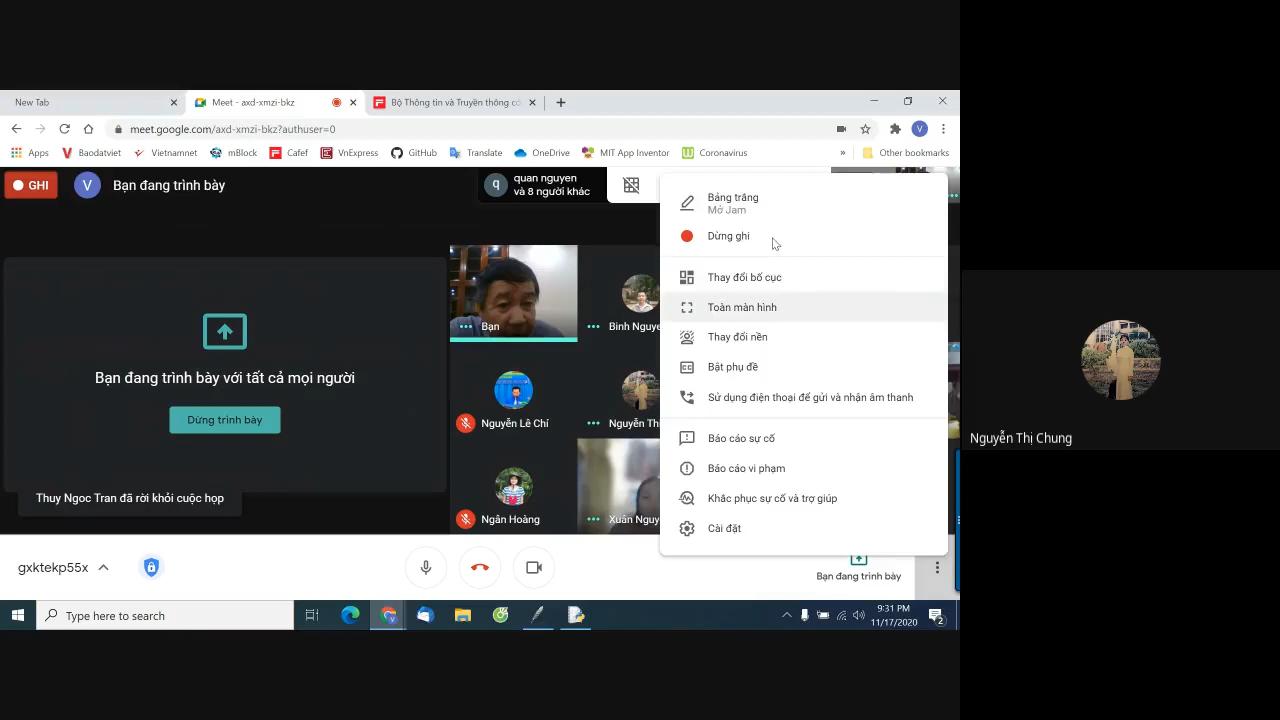 New Tab
Meet - axd-xmzi-bkz
Bộ Thông tin và Truyền thông có
meet.google.com/axd-xmzi-bkz?authuser=0
V
Apps
Baodatviet
Vietnamnet
mBlock
Cafef
VnExpress
GitHub
Translate
OneDrive
MIT App Inventor
Coronavirus
»
Other bookmarks
GHI
V
Bạn đang trình bày
q
quan nguyen
và 8 người khác
Bảng trắng
Mở Jam
Dừng ghi
Thay đổi bố cục
Toàn màn hình
Thay đổi nền
Bật phụ đề
Sử dụng điện thoại để gửi và nhận âm thanh
Báo cáo sự cố
Báo cáo vi phạm
Khắc phục sự cố và trợ giúp
Cài đặt
Bạn đang trình bày với tất cả mọi người
Dừng trình bày
Thuy Ngoc Tran đã rời khỏi cuộc họp
Bạn
Binh Nguye
Nguyễn Lê Chí
Nguyễn Th
Ngân Hoàng
Xuân Nguy
Nguyễn Thị Chung
gxktekp55x
Bạn đang trình bày
Type here to search
9:31 PM
11/17/2020
2